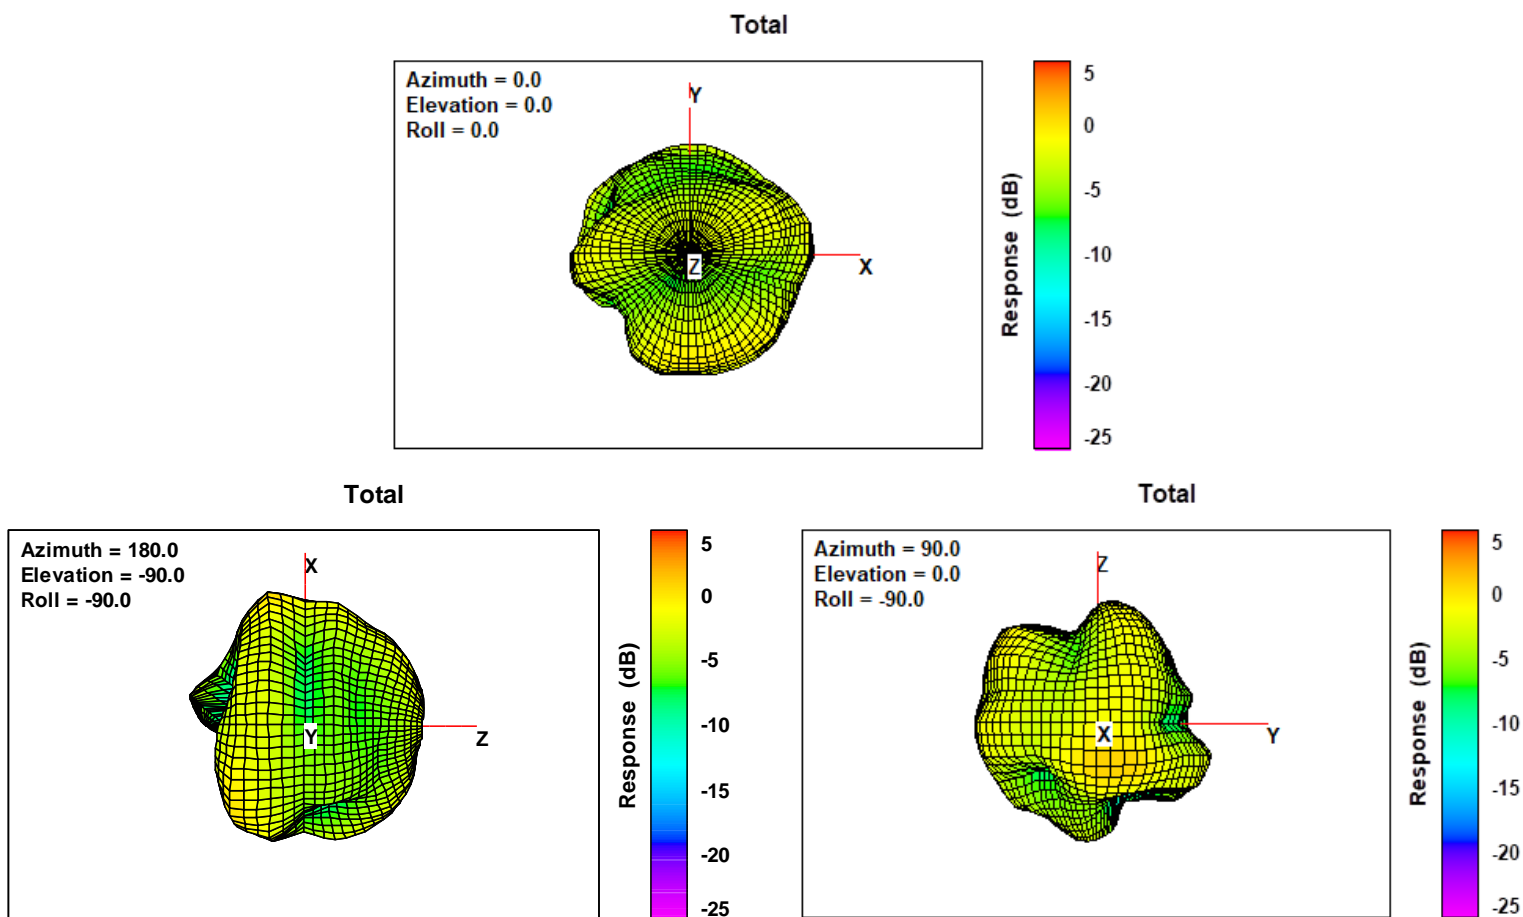 Total
Azimuth = 0.0
Elevation = 0.0
Roll = 0.0
Y
Z
X
Response (dB)
5
0
-5
-10
-15
-20
-25
Total
Azimuth = 180.0
Elevation = -90.0
Roll = -90.0
X
Y
Z
Response (dB)
5
0
-5
-10
-15
-20
-25
Total
Azimuth = 90.0
Elevation = 0.0
Roll = -90.0
Z
X
Y
Response (dB)
5
0
-5
-10
-15
-20
-25